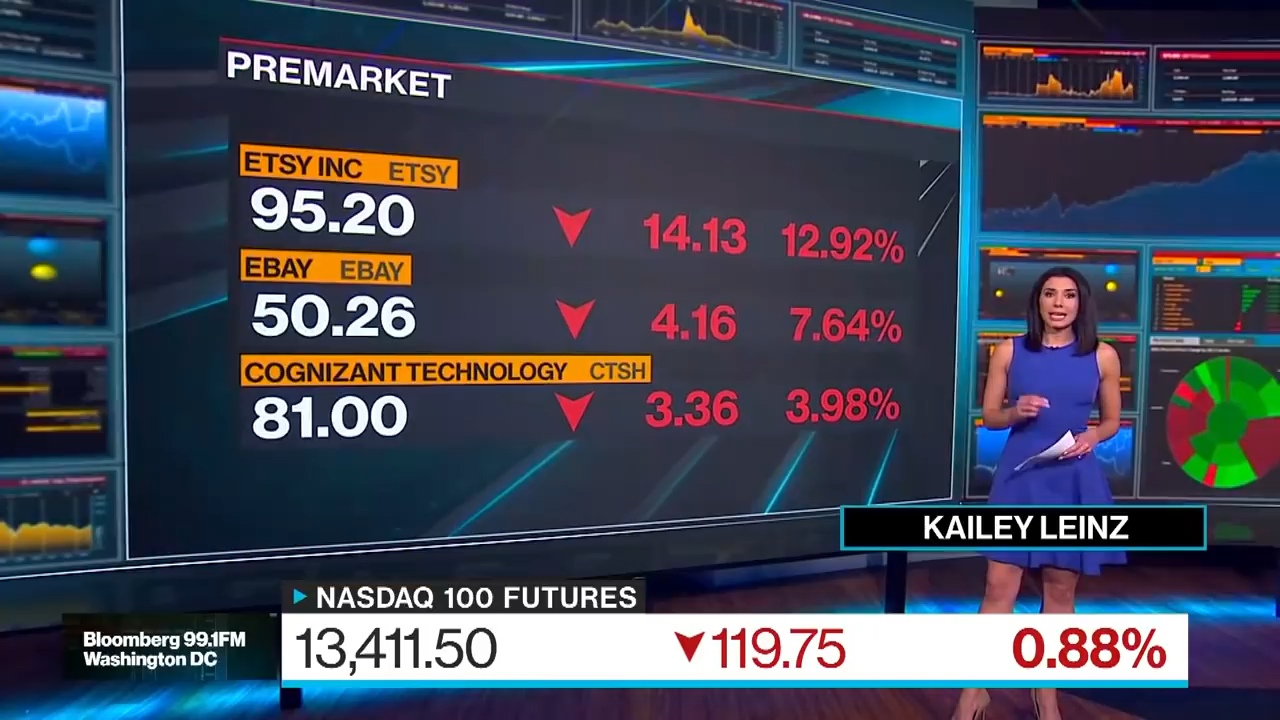 PREMARKET
ETSY INC ETSY
95.20 14.13 12.92%
EBAY EBAY
50.26 4.16 7.64%
COGNIZANT TECHNOLOGY CTSH
81.00 3.36 3.98%
KAILEY LEINZ
NASDAQ 100 FUTURES
Bloomberg 99.1FM
Washington DC
13,411.50 119.75 0.88%